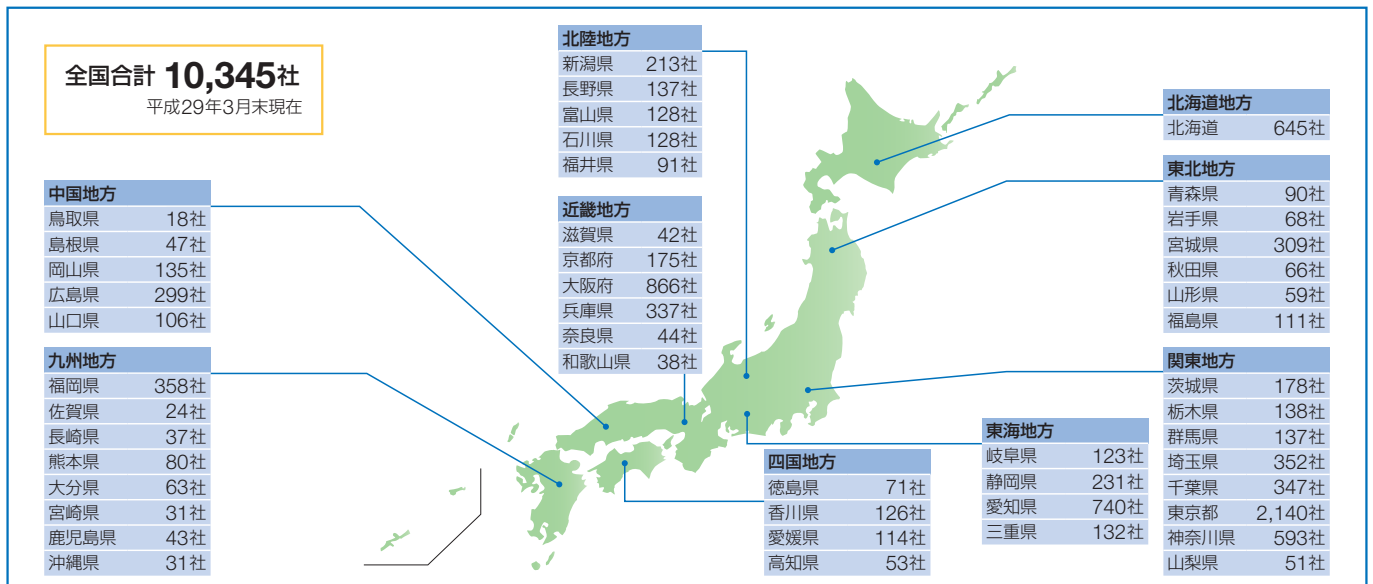 全国合計 10,345社
平成29年3月末現在
中国地方
鳥取県 18社
島根県 47社
岡山県 135社
広島県 299社
山口県 106社
九州地方
福岡県 358社
佐賀県 24社
長崎県 37社
熊本県 80社
大分県 63社
宮崎県 31社
鹿児島県 43社
沖縄県 31社
北陸地方
新潟県 213社
長野県 137社
富山県 128社
石川県 128社
福井県 91社
近畿地方
滋賀県 42社
京都府 175社
大阪府 866社
兵庫県 337社
奈良県 44社
和歌山県 38社
四国地方
徳島県 71社
香川県 126社
愛媛県 114社
高知県 53社
東海地方
岐阜県 123社
静岡県 231社
愛知県 740社
三重県 132社
北海道地方
北海道 645社
東北地方
青森県 90社
岩手県 68社
宮城県 309社
秋田県 66社
山形県 59社
福島県 111社
関東地方
茨城県 178社
栃木県 138社
群馬県 137社
埼玉県 352社
千葉県 347社
東京都 2,140社
神奈川県 593社
山梨県 51社